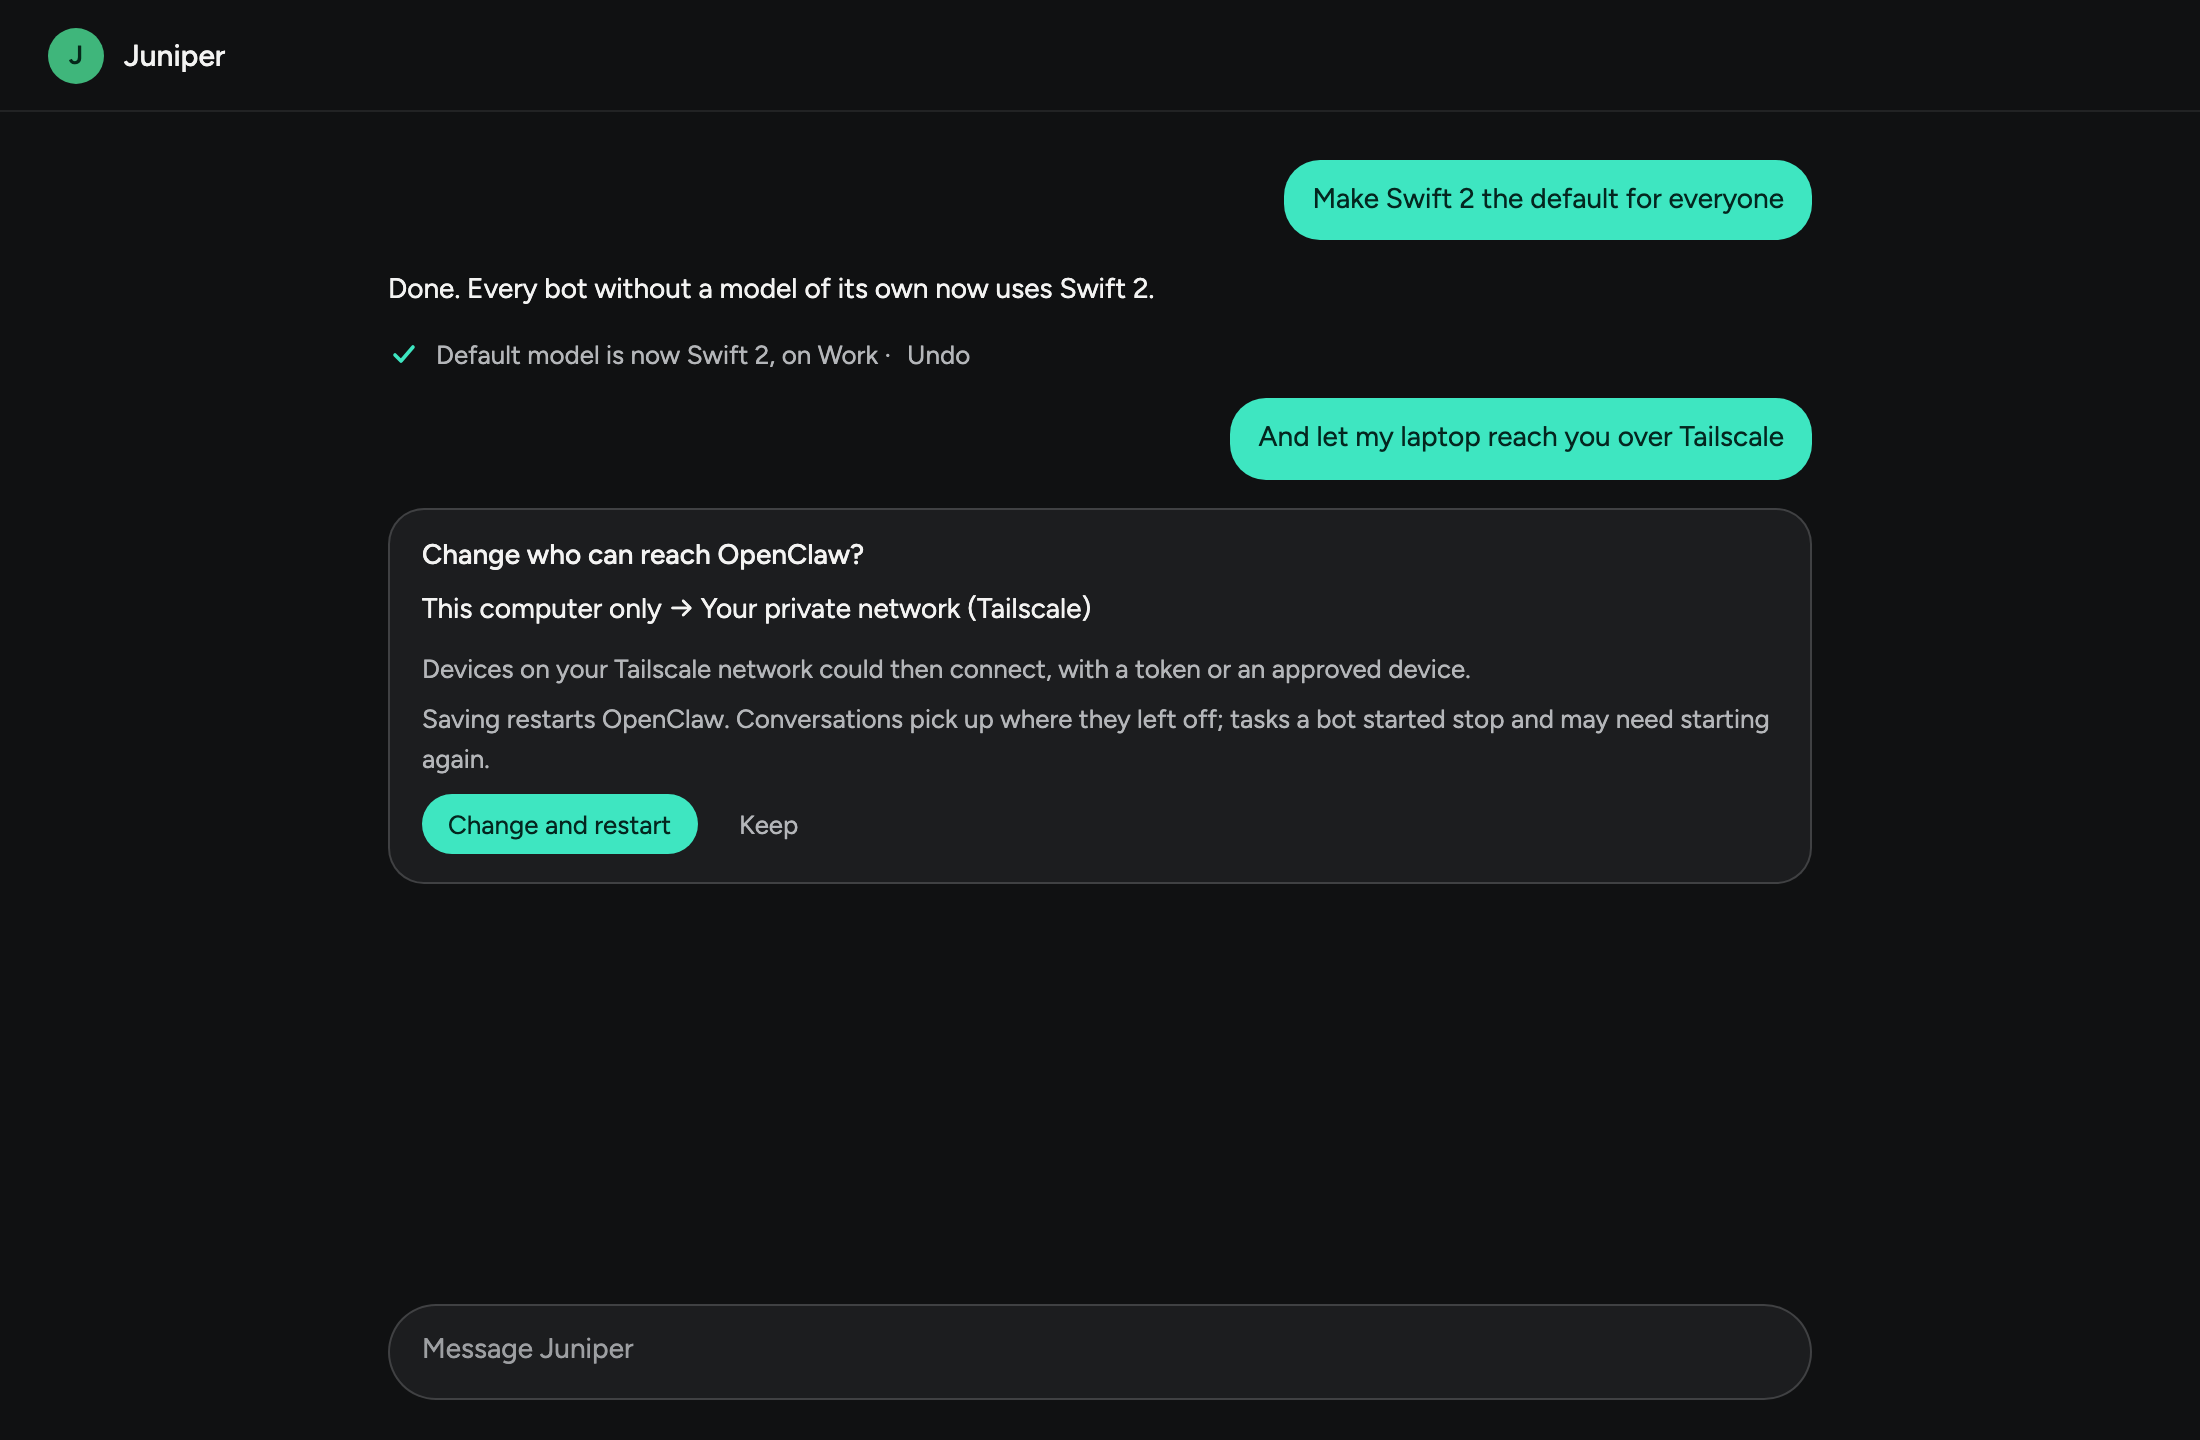 J Juniper
Make Swift 2 the default for everyone
Done. Every bot without a model of its own now uses Swift 2.
Default model is now Swift 2, on Work · Undo
And let my laptop reach you over Tailscale
Change who can reach OpenClaw?
This computer only → Your private network (Tailscale)
Devices on your Tailscale network could then connect, with a token or an approved device.
Saving restarts OpenClaw. Conversations pick up where they left off; tasks a bot started stop and may need starting
again.
Change and restart Keep
Message Juniper